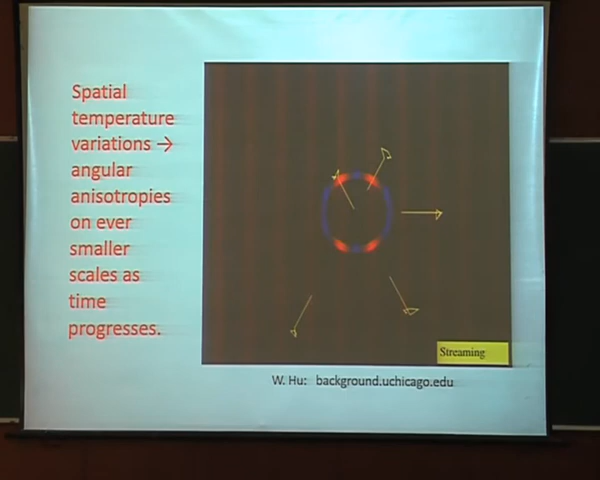 Spatial
temperature
variations →
angular
anisotropies
on ever
smaller
scales as
time
progresses.
Streaming
W. Hu: background.uchicago.edu